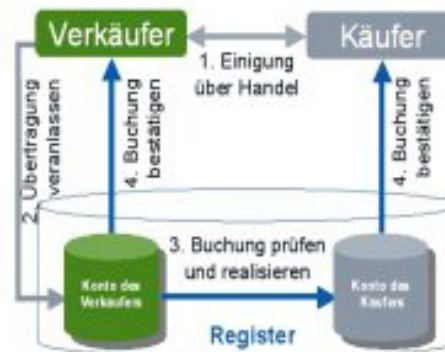 Verkäufer
Käufer
1. Einigung
über Handel
2. Übertragung
veranlassen
4. Buchung
bestätigen
4. Buchung
bestätigen
3. Buchung prüfen
und realisieren
Konto des
Verkäufers
Konto des
Käufers
Register